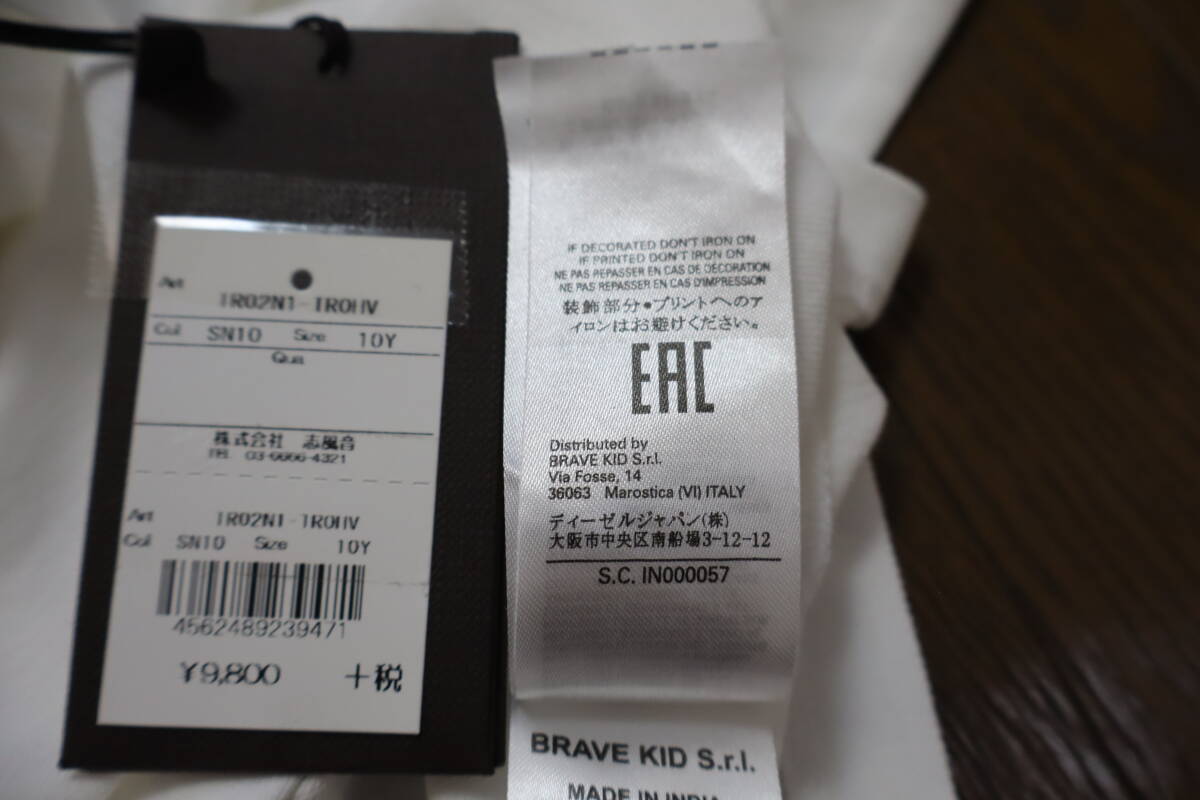 Art TR02N1-TR0HV
Col SN10 Size 10Y
Qua
株式会社 志風音
TEL 03-6666-4321
Art TR02N1-TR0HV
Col SN10 Size 10Y
4562489239471
¥9,800 +税
IF DECORATED DON'T IRON ON
IF PRINTED DON'T IRON ON
NE PAS REPASSER EN CAS DE DECORATION
NE PAS REPASSER EN CAS D'IMPRESSION
装飾部分•プリントへのア
イロンはお避けください。
EAC
Distributed by
BRAVE KID S.r.l.
Via Fosse, 14
36063 Marostica (VI) ITALY
ディーゼルジャパン(株)
大阪市中央区南船場3-12-12
S.C. IN000057
BRAVE KID S.r.l.
MADE IN INDIA